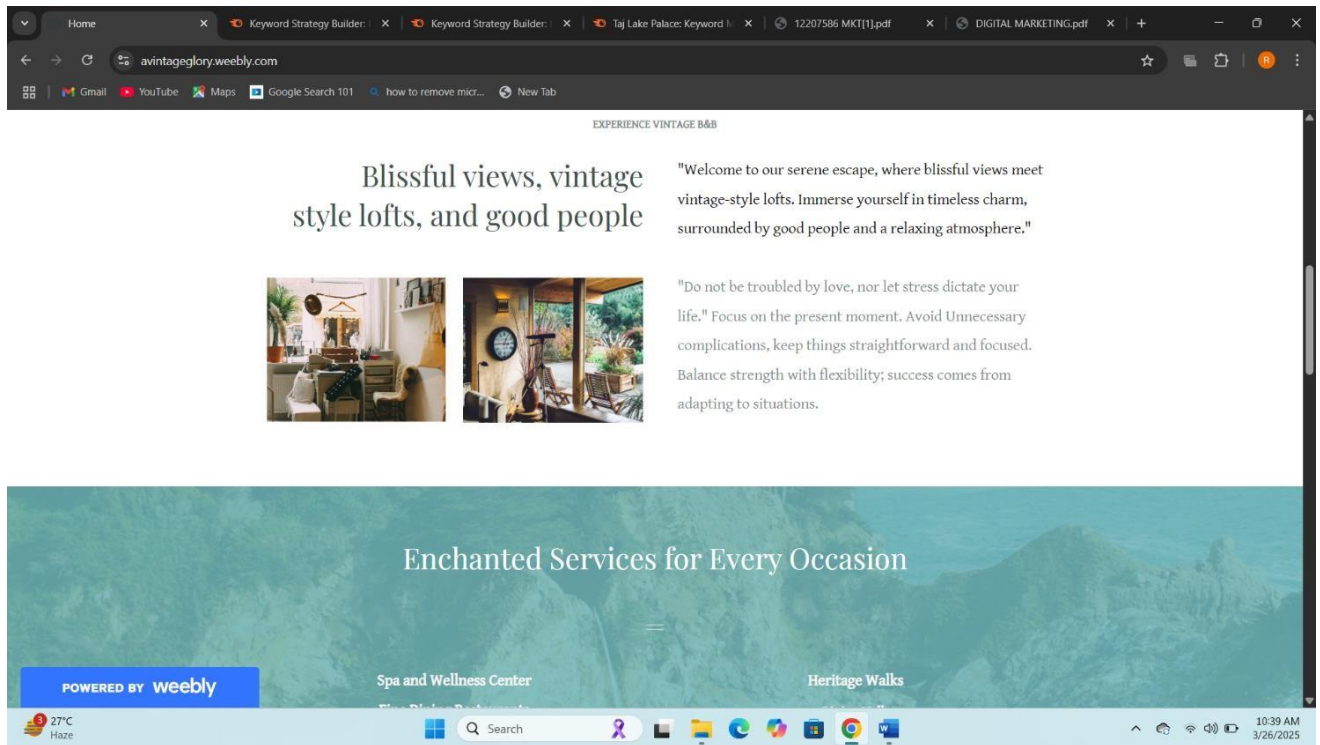 Home
Keyword Strategy Builder:
Keyword Strategy Builder:
Taj Lake Palace: Keyword
12207586 MKT[1].pdf
DIGITAL MARKETING.pdf
avintageglory.weebly.com
R
Gmail
YouTube
Maps
Google Search 101
how to remove micr...
New Tab
EXPERIENCE VINTAGE B&B
Blissful views, vintage
style lofts, and good people
"Welcome to our serene escape, where blissful views meet
vintage-style lofts. Immerse yourself in timeless charm,
surrounded by good people and a relaxing atmosphere."
"Do not be troubled by love, nor let stress dictate your
life." Focus on the present moment. Avoid Unnecessary
complications, keep things straightforward and focused.
Balance strength with flexibility; success comes from
adapting to situations.
Enchanted Services for Every Occasion
Spa and Wellness Center
Heritage Walks
POWERED BY weebly
3
27°C
Haze
Search
10:39 AM
3/26/2025